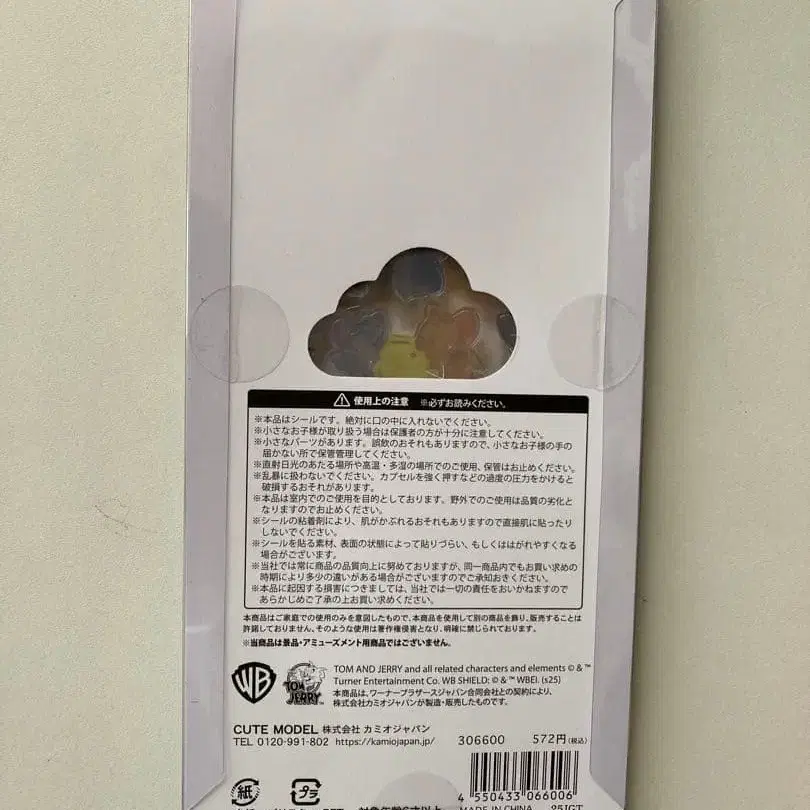 ⚠ 使用上の注意 ※必ずお読みください。
※本品はシールです。絶対に口の中に入れないでください。
※小さなお子様が取り扱う場合は保護者の方が十分に注意してください。
※小さなパーツがあります。誤飲のおそれもありますので、小さなお子様の手の
届かない所で保管管理してください。
※直射日光のあたる場所や高温・多湿の場所でのご使用、保管はお止めください。
※乱暴に扱わないでください。カプセルを強く押すなどの過度の圧力をかけると
破損するおそれがあります。
※本品は室内でのご使用を目的としております。野外でのご使用は品質の劣化と
なりますのでお止めください。
※シールの粘着剤により、肌がかぶれるおそれもありますので直接肌に貼ったり
しないでください。
※シールを貼る素材、表面の状態によって貼りづらい、もしくははがれやすくなる
場合がございます。
※当社では常に商品の品質向上に努めておりますが、同一商品内でもお買い求めの
時期により多少の違いがある場合がございますのでご承知おきください。
※本品に起因する損害につきましては、当社では一切の責任をおいかねますので
あらかじめご了承の上お買い求めください。
本商品はご家庭での使用のみを意図したもので、本商品を使用して別の商品を飾り、販売することは
許諾しておりません。そのような使用は著作権侵害となり、明確に禁じられております。
※当商品は景品・アミューズメント用商品ではございません。
WB
TOM AND JERRY
TOM AND JERRY and all related characters and elements © & ™
Turner Entertainment Co. WB SHIELD: © & ™ WBEI. (s25)
本商品は、ワーナーブラザースジャパン合同会社との契約により、
株式会社カミオジャパンが製造・販売したものです。
CUTE MODEL 株式会社 カミオジャパン
TEL 0120-991-802 https://kamiojapan.jp/
306600 572円(税込)
4 550433 066006
紙 プラ
対象年齢6才以上
MADE IN CHINA 25JGT